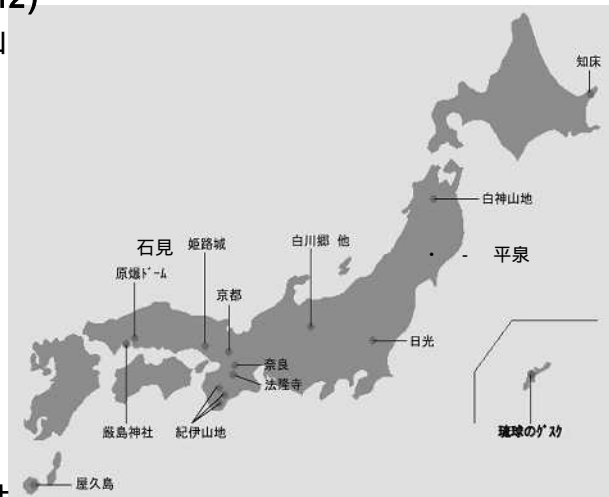 12)
知床
白神山地
石見
姫路城
白川郷 他
平泉
原爆ﾄﾞｰﾑ
京都
日光
奈良
法隆寺
厳島神社
紀伊山地
琉球のｸﾞｽｸ
屋久島